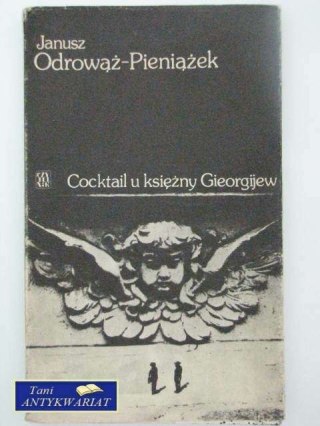 Janusz
Odrowąż-Pieniążek
Cocktail u księżny Gieorgijew
Tani
ANTYKWARIAT